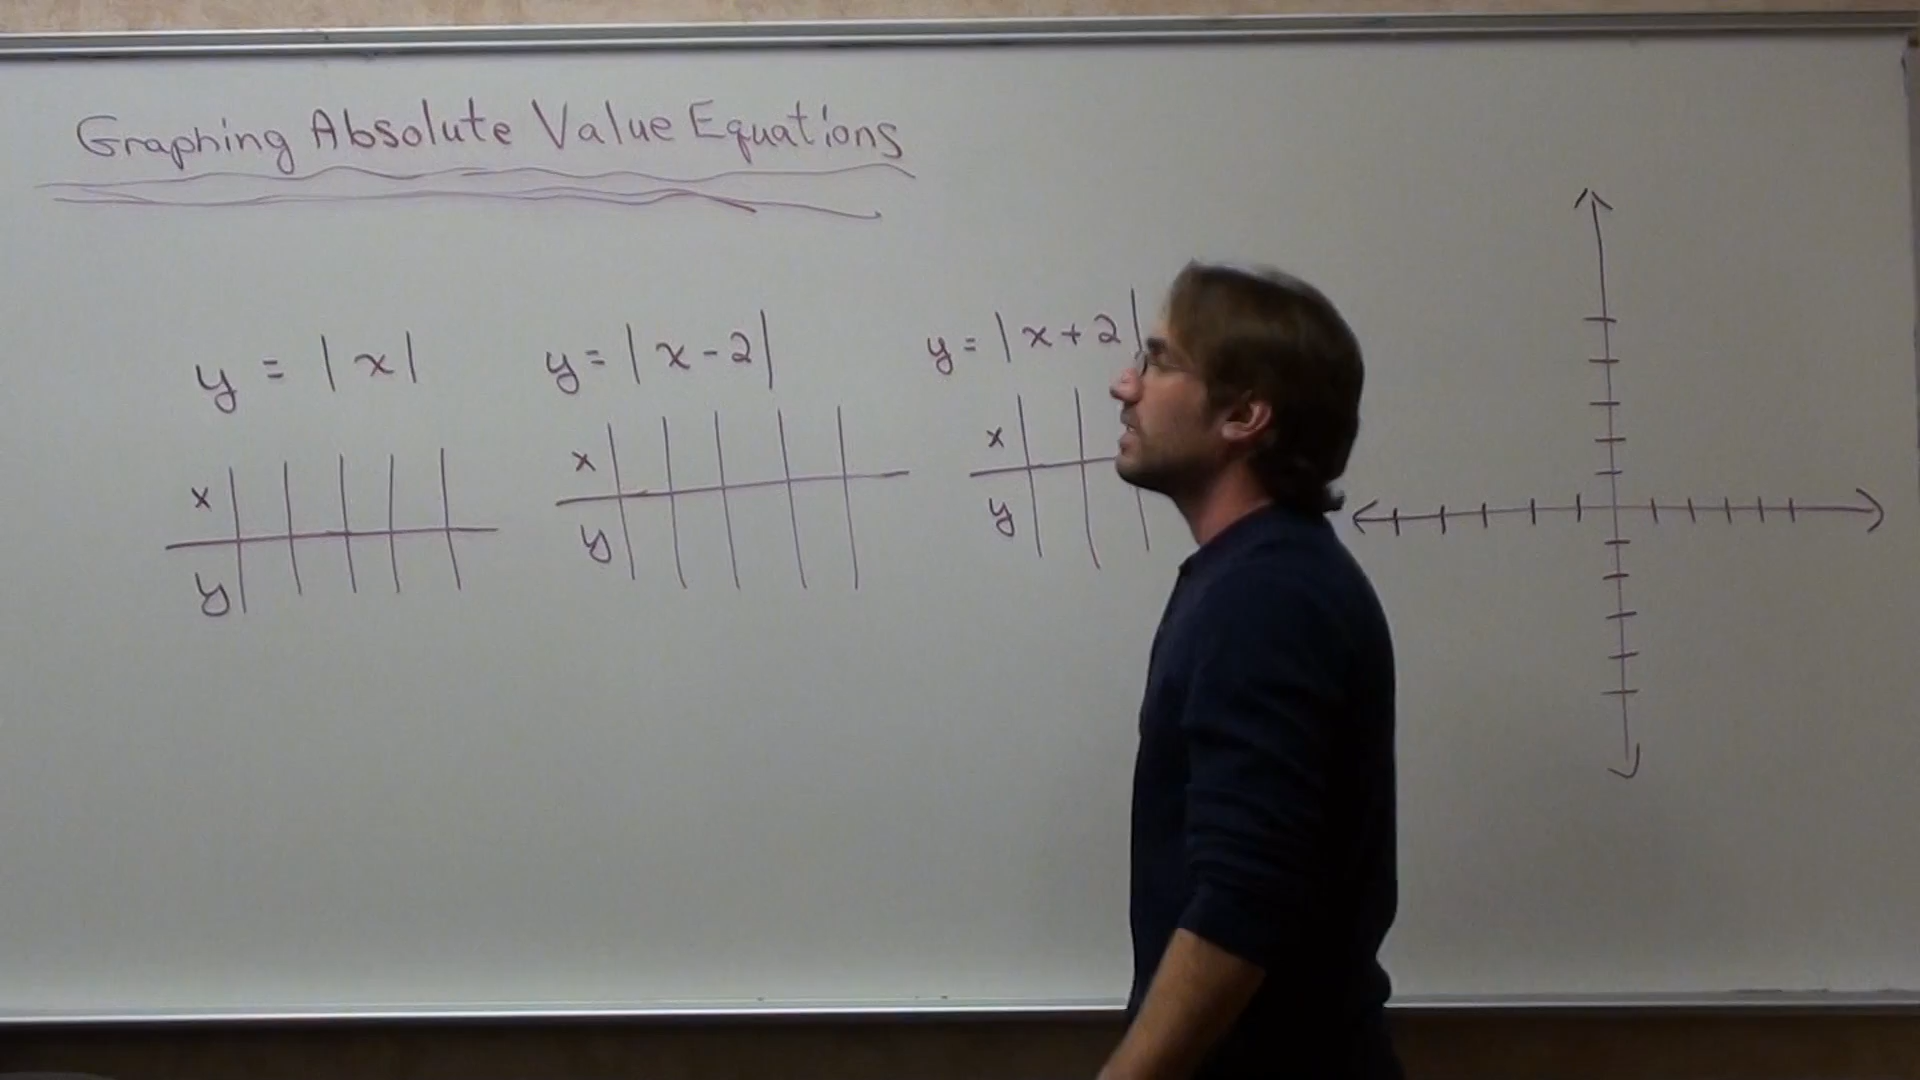 Graphing Absolute Value Equations
y = |x|
x
y
y = |x - 2|
x
y
y = |x + 2|
x
y